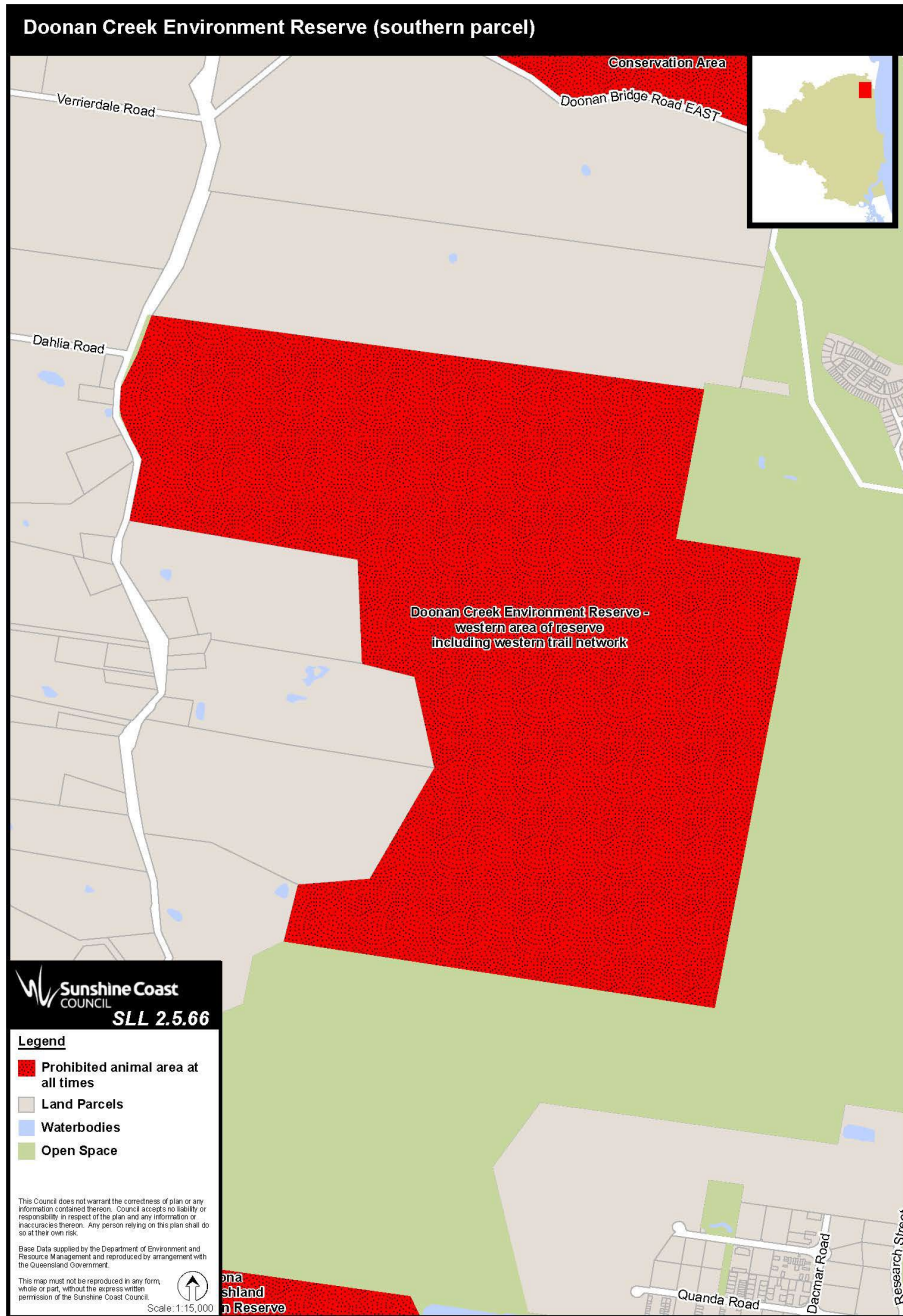 Doonan Creek Environment Reserve (southern parcel)
Conservation Area
Verrierdale Road
Doonan Bridge Road EAST
Dahlia Road
Doonan Creek Environment Reserve -
western area of reserve
including western trail network
Sunshine Coast
COUNCIL
SLL 2.5.66
Legend
Prohibited animal area at
all times
Land Parcels
Waterbodies
Open Space
This Council does not warrant the correctness of plan or any
information contained thereon. Council accepts no liability or
responsibility in respect of the plan and any information or
inaccuracies thereon. Any person relying on this plan shall do
so at their own risk.
Base Data supplied by the Department of Environment and
Resource Management and reproduced by arrangement with
the Queensland Government.
This map must not be reproduced in any form,
whole or part, without the express written
permission of the Sunshine Coast Council.
Scale: 1:15,000
ona
shland
n Reserve
Quanda Road
Dacmar Road
Research Street